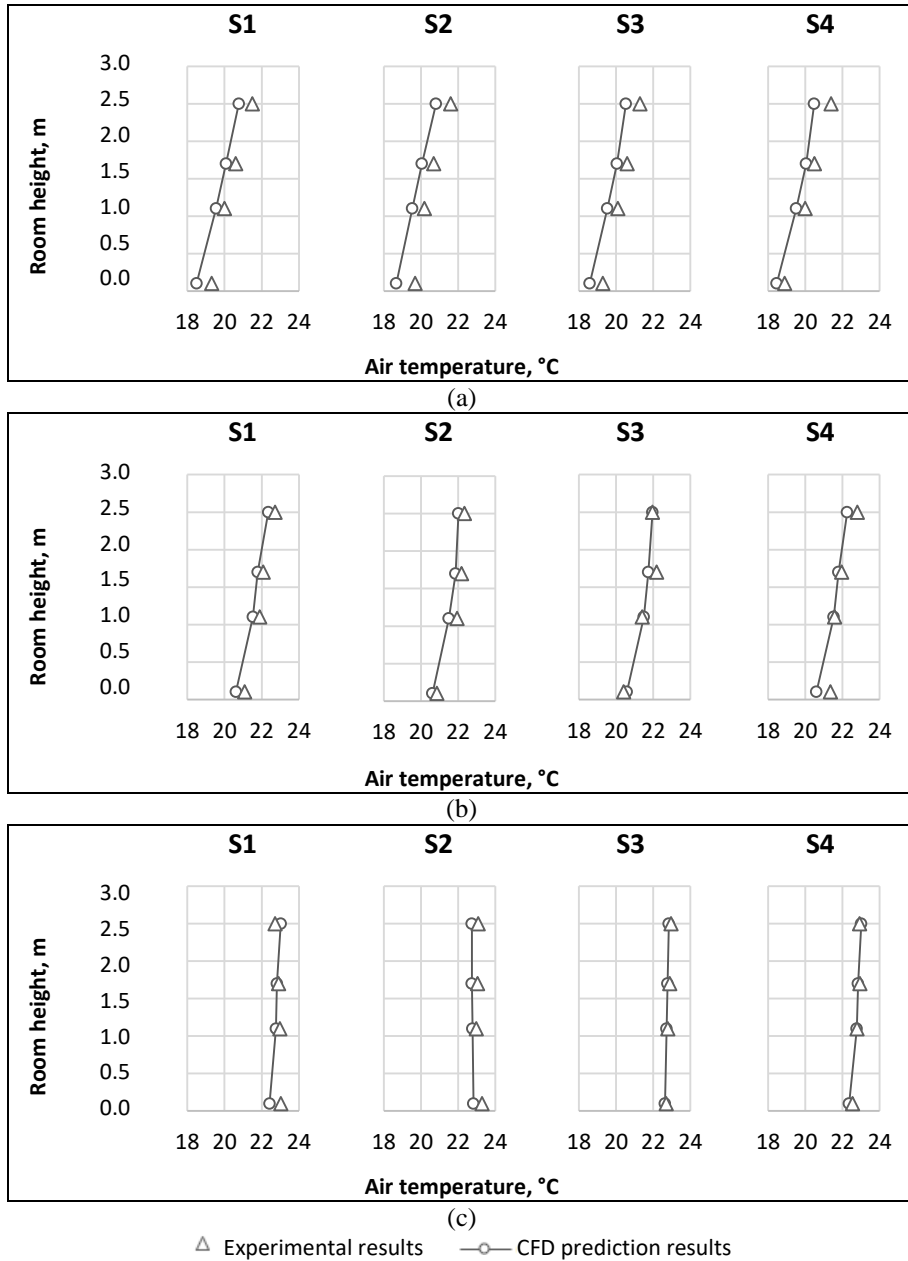 S1 S2 S3 S4
Room height, m
3.0
2.5
2.0
1.5
1.0
0.5
0.0
18 20 22 24 18 20 22 24 18 20 22 24 18 20 22 24
Air temperature, °C
(a)
S1 S2 S3 S4
Room height, m
3.0
2.5
2.0
1.5
1.0
0.5
0.0
18 20 22 24 18 20 22 24 18 20 22 24 18 20 22 24
Air temperature, °C
(b)
S1 S2 S3 S4
Room height, m
3.0
2.5
2.0
1.5
1.0
0.5
0.0
18 20 22 24 18 20 22 24 18 20 22 24 18 20 22 24
Air temperature, °C
(c)
Experimental results CFD prediction results